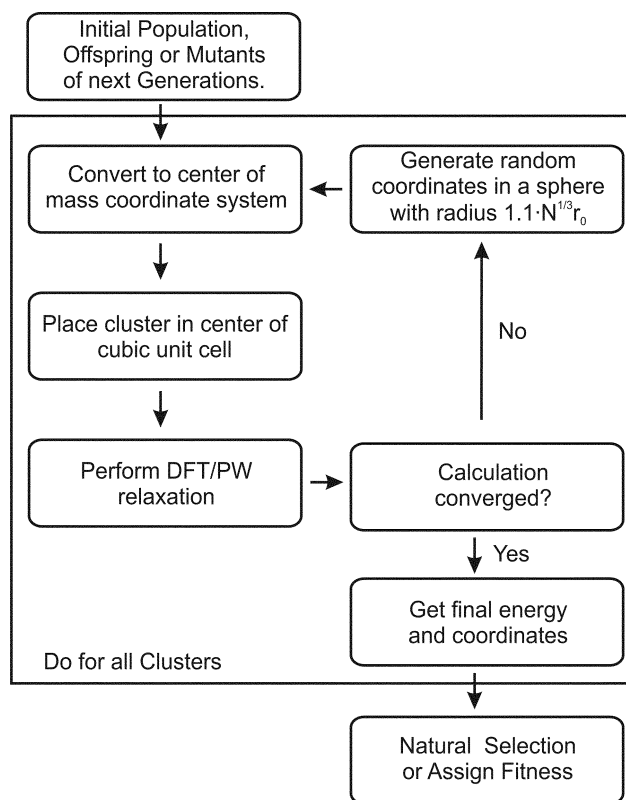 Initial Population,
Offspring or Mutants
of next Generations.
Convert to center of
mass coordinate system
Generate random
coordinates in a sphere
with radius 1.1·N^1/3 r_0
Place cluster in center of
cubic unit cell
No
Perform DFT/PW
relaxation
Calculation
converged?
Yes
Get final energy
and coordinates
Do for all Clusters
Natural Selection
or Assign Fitness